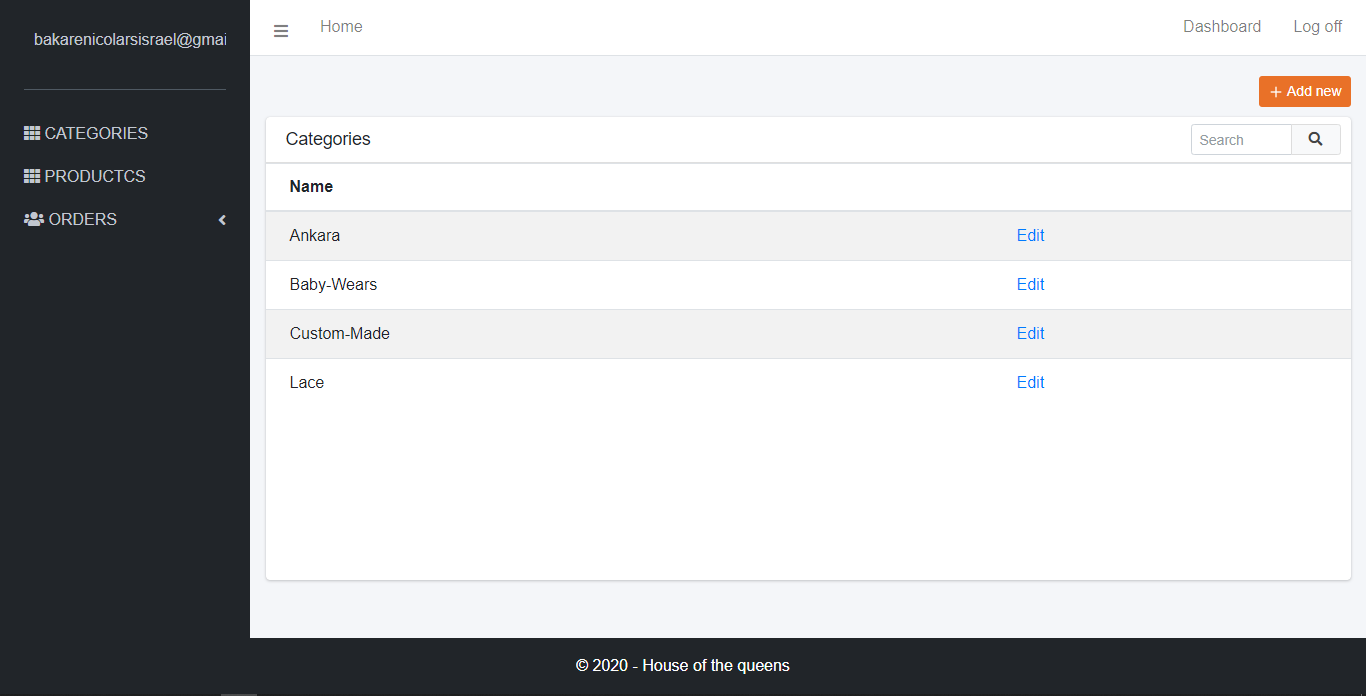 bakarenicolarsisrael@gmai
Home
Dashboard
Log off
Add new
CATEGORIES
PRODUCTCS
ORDERS
Categories
Search
Name
Ankara Edit
Baby-Wears Edit
Custom-Made Edit
Lace Edit
© 2020 - House of the queens